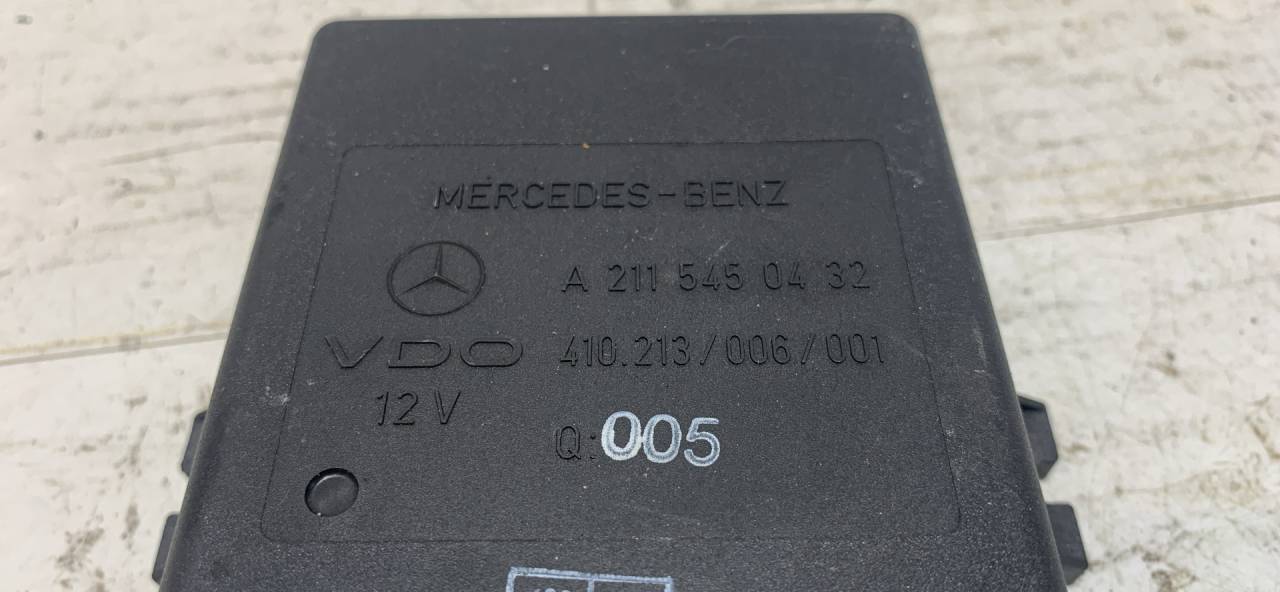 MERCEDES-BENZ
A 211 545 04 32
VDO 410.213/006/001
12 V
Q: 005